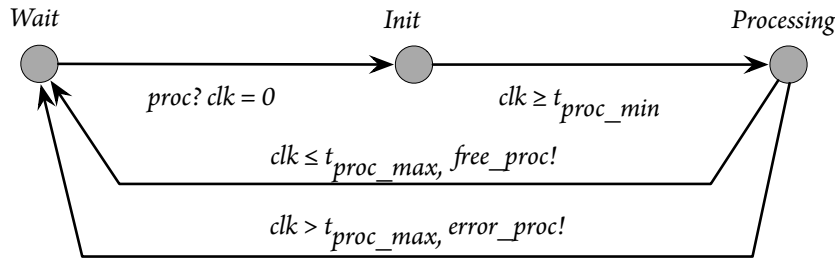 Wait Init Processing
proc? clk = 0 clk ≥ t_proc_min
clk ≤ t_proc_max, free_proc!
clk > t_proc_max, error_proc!